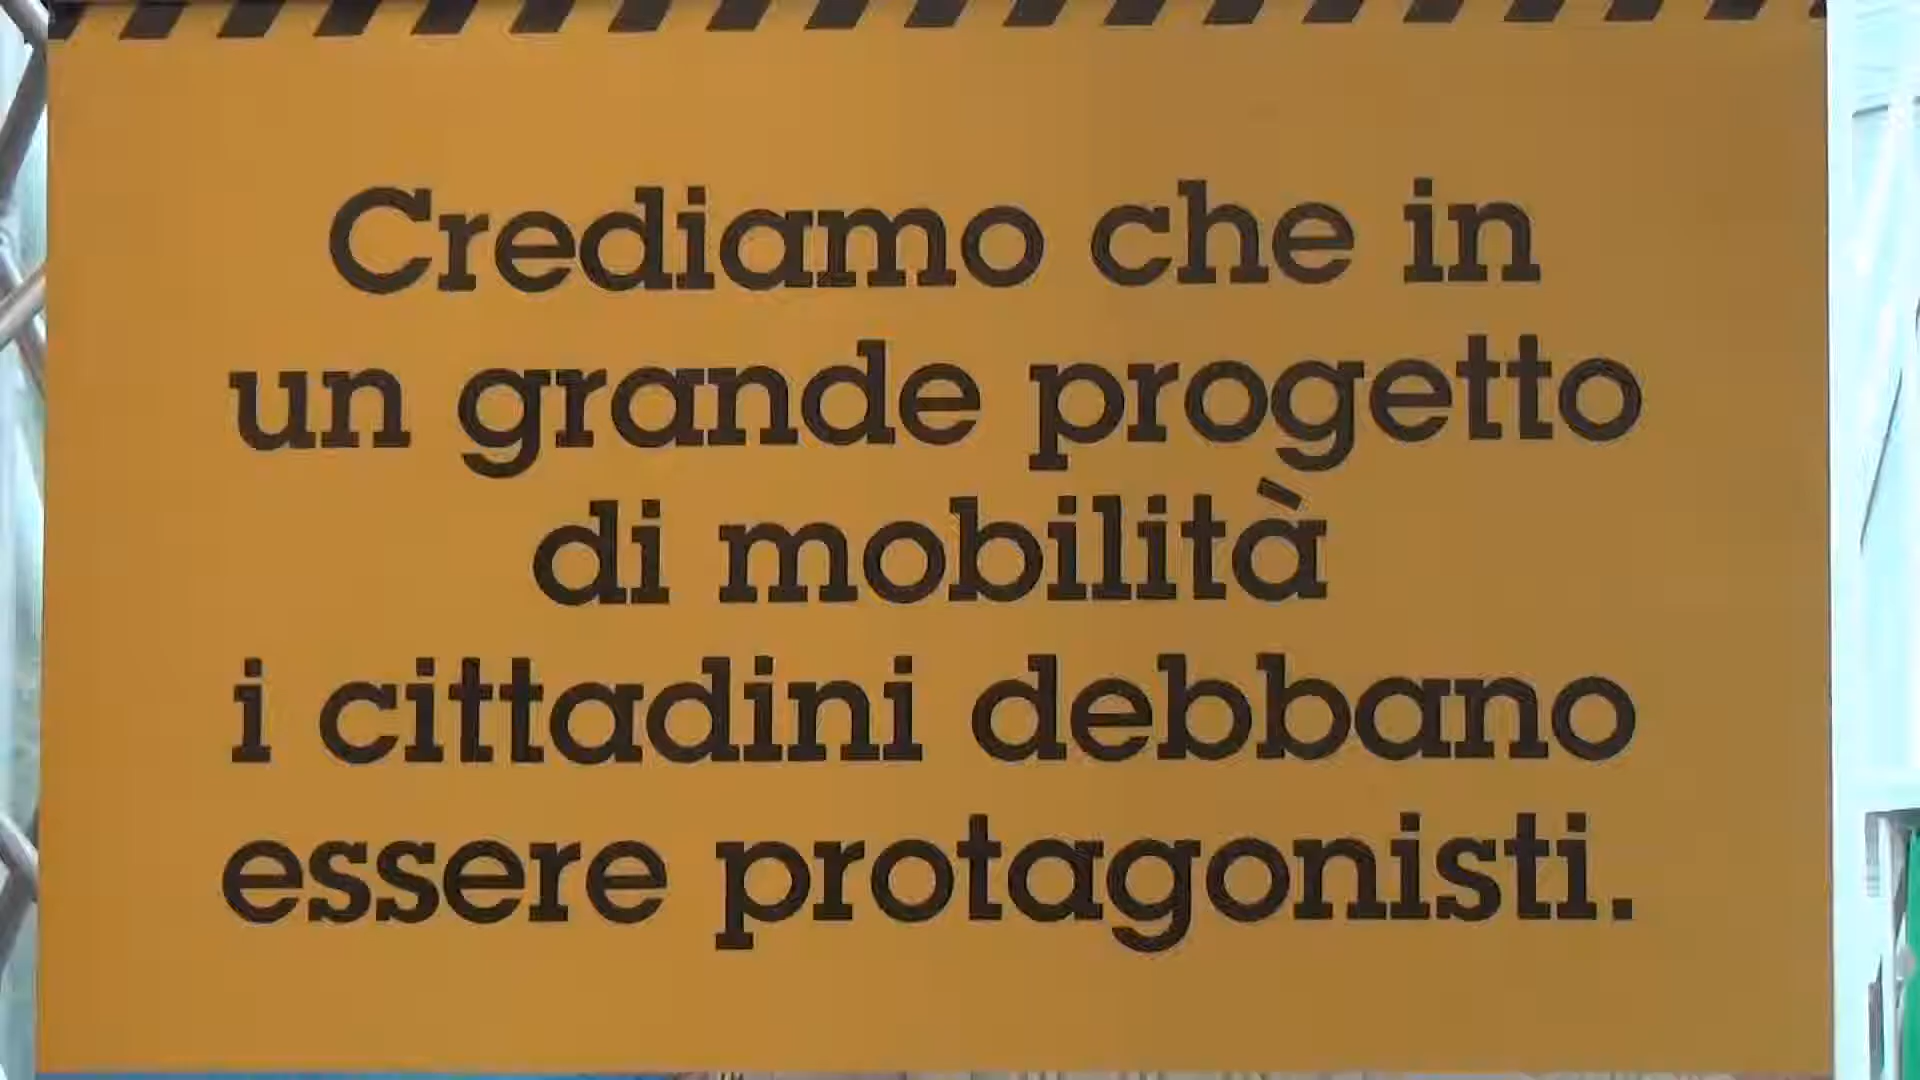 Crediamo che in
un grande progetto
di mobilità
i cittadini debbano
essere protagonisti.